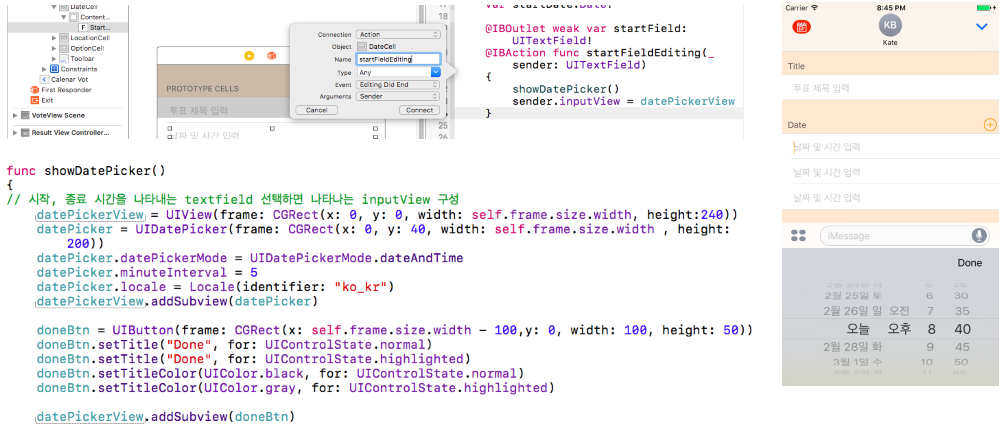 DateCell
Content...
F Start...
LocationCell
OptionCell
Toolbar
Constraints
Calenar Vot
First Responder
Exit
VoteView Scene
Result View Controller...
PROTOTYPE CELLS
투표 제목 입력
날짜 및 시간 입력
Connection Action
Object DateCell
Name startFieldEditing
Type Any
Event Editing Did End
Arguments Sender
Cancel Connect
17
18
24
25
26
var startDate:Date!
@IBOutlet weak var startField:
UITextField!
@IBAction func startFieldEditing(_
sender: UITextField)
{
showDatePicker()
sender.inputView = datePickerView
}
func showDatePicker()
{
// 시작, 종료 시간을 나타내는 textfield 선택하면 나타나는 inputView 구성
datePickerView = UIView(frame: CGRect(x: 0, y: 0, width: self.frame.size.width, height:240))
datePicker = UIDatePicker(frame: CGRect(x: 0, y: 40, width: self.frame.size.width , height:
200))
datePicker.datePickerMode = UIDatePickerMode.dateAndTime
datePicker.minuteInterval = 5
datePicker.locale = Locale(identifier: "ko_kr")
datePickerView.addSubview(datePicker)
doneBtn = UIButton(frame: CGRect(x: self.frame.size.width - 100,y: 0, width: 100, height: 50))
doneBtn.setTitle("Done", for: UIControlState.normal)
doneBtn.setTitle("Done", for: UIControlState.highlighted)
doneBtn.setTitleColor(UIColor.black, for: UIControlState.normal)
doneBtn.setTitleColor(UIColor.gray, for: UIControlState.highlighted)
datePickerView.addSubview(doneBtn)
Carrier 8:45 PM
KB
Kate
Title
투표 제목 입력
Date
날짜 및 시간 입력
날짜 및 시간 입력
날짜 및 시간 입력
iMessage
Done
2월 25일 토 6 30
2월 26일 일 오전 7 35
오늘 오후 8 40
2월 28일 화 9 45
3월 1일 수 10 50